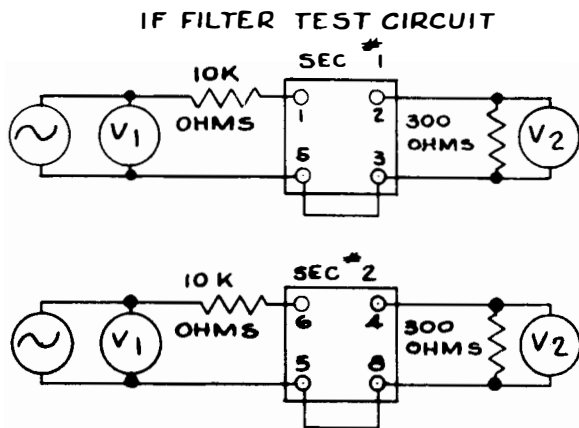 IF FILTER TEST CIRCUIT
SEC #1
10K
OHMS
V1
1
2
5
3
300
OHMS
V2
SEC #2
10K
OHMS
V1
6
4
5
8
300
OHMS
V2